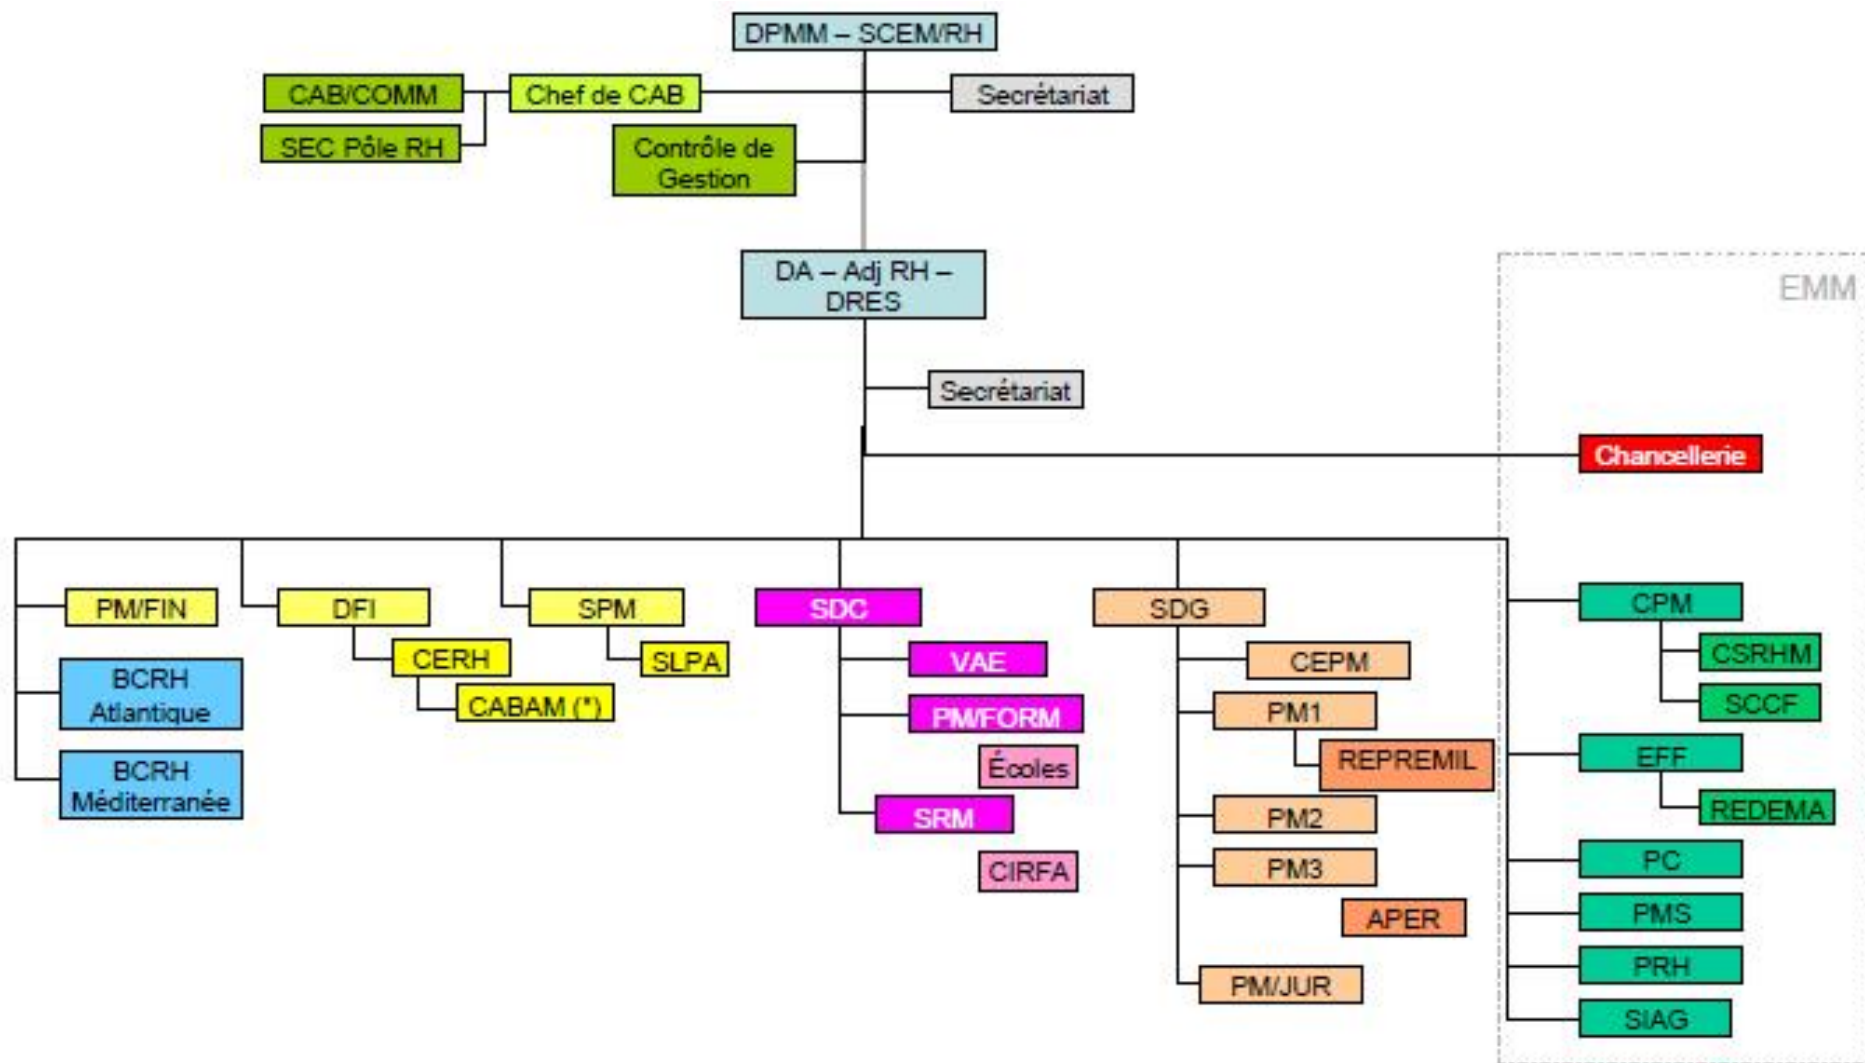 DPMM – SCEM/RH
CAB/COMM
Chef de CAB
Secrétariat
SEC Pôle RH
Contrôle de
Gestion
DA – Adj RH –
DRES
EMM
Secrétariat
Chancellerie
PM/FIN
DFI
SPM
SDC
SDG
CPM
CERH
SLPA
VAE
CEPM
CSRHM
BCRH
Atlantique
CABAM (*)
PM/FORM
PM1
SCCF
BCRH
Méditerranée
Écoles
REPREMIL
EFF
SRM
PM2
REDEMA
CIRFA
PM3
PC
APER
PMS
PM/JUR
PRH
SIAG